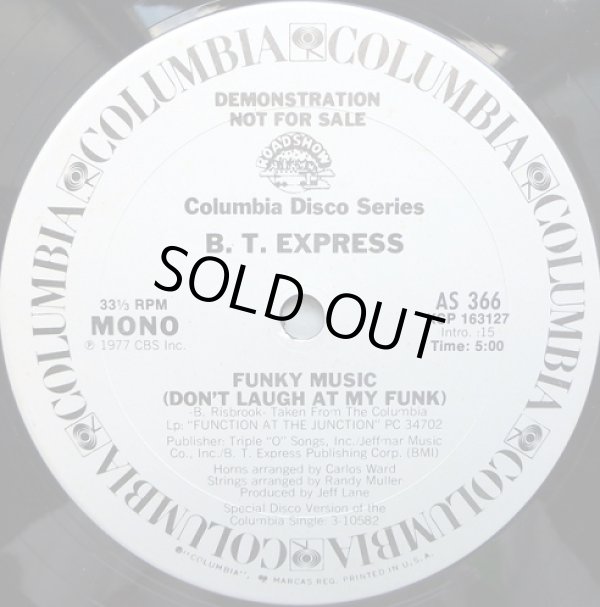 COLUMBIA COLUMBIA COLUMBIA COLUMBIA COLUMBIA COLUMBIA COLUMBIA COLUMBIA
DEMONSTRATION
NOT FOR SALE
ROADSHOW
Columbia Disco Series
B. T. EXPRESS
SOLD OUT
33⅓ RPM
MONO
℗ 1977 CBS Inc.
AS 366
163127
Intro. :15
Time: 5:00
FUNKY MUSIC
(DON'T LAUGH AT MY FUNK)
-B. Risbrook- Taken From The Columbia
Lp: "FUNCTION AT THE JUNCTION" PC 34702
Publisher: Triple "O" Songs, Inc./Jeffmar Music
Co., Inc./B. T. Express Publishing Corp. (BMI)
Horns arranged by Carlos Ward
Strings arranged by Randy Muller
Produced by Jeff Lane
Special Disco Version of the
Columbia Single: 3-10582
"COLUMBIA", MARCAS REG. PRINTED IN U.S.A.